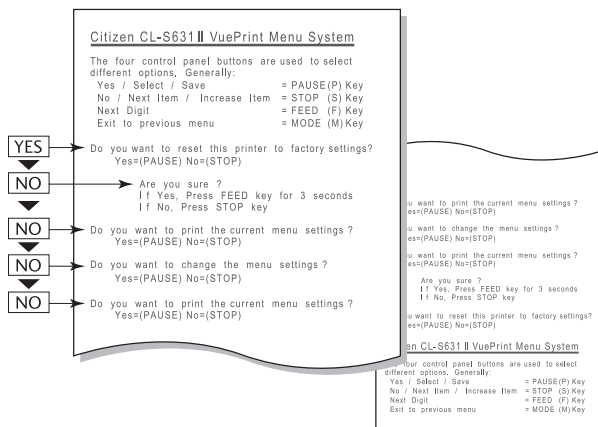 Citizen CL-S631 II VuePrint Menu System
The four control panel buttons are used to select
different options, Generally:
Yes / Select / Save = PAUSE(P) Key
No / Next Item / Increase Item = STOP (S) Key
Next Digit = FEED (F) Key
Exit to previous menu = MODE (M) Key
YES
Do you want to reset this printer to factory settings?
Yes=(PAUSE) No=(STOP)
NO
Are you sure ?
If Yes, Press FEED key for 3 seconds
If No, Press STOP key
NO
Do you want to print the current menu settings ?
Yes=(PAUSE) No=(STOP)
NO
Do you want to change the menu settings ?
Yes=(PAUSE) No=(STOP)
NO
Do you want to print the current menu settings ?
Yes=(PAUSE) No=(STOP)
want to print the current menu settings ?
es=(PAUSE) No=(STOP)
want to change the menu settings ?
es=(PAUSE) No=(STOP)
want to print the current menu settings ?
es=(PAUSE) No=(STOP)
Are you sure ?
If Yes, Press FEED key for 3 seconds
If No, Press STOP key
want to reset this printer to factory settings?
es=(PAUSE) No=(STOP)
en CL-S631 II VuePrint Menu System
four control panel buttons are used to select
different options, Generally:
Yes / Select / Save = PAUSE(P) Key
No / Next Item / Increase Item = STOP (S) Key
Next Digit = FEED (F) Key
Exit to previous menu = MODE (M) Key